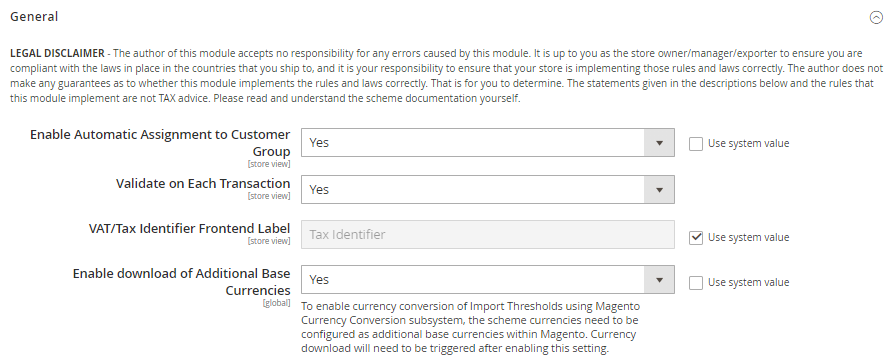 General
LEGAL DISCLAIMER - The author of this module accepts no responsibility for any errors caused by this module. It is up to you as the store owner/manager/exporter to ensure you are
compliant with the laws in place in the countries that you ship to, and it is your responsibility to ensure that your store is implementing those rules and laws correctly. The author does not
make any guarantees as to whether this module implements the rules and laws correctly. That is for you to determine. The statements given in the descriptions below and the rules that
this module implement are not TAX advice. Please read and understand the scheme documentation yourself.
Enable Automatic Assignment to Customer
Group
[store view]
Yes
Use system value
Validate on Each Transaction
[store view]
Yes
VAT/Tax Identifier Frontend Label
[store view]
Tax Identifier
Use system value
Enable download of Additional Base
Currencies
[global]
Yes
Use system value
To enable currency conversion of Import Thresholds using Magento
Currency Conversion subsystem, the scheme currencies need to be
configured as additional base currencies within Magento. Currency
download will need to be triggered after enabling this setting.